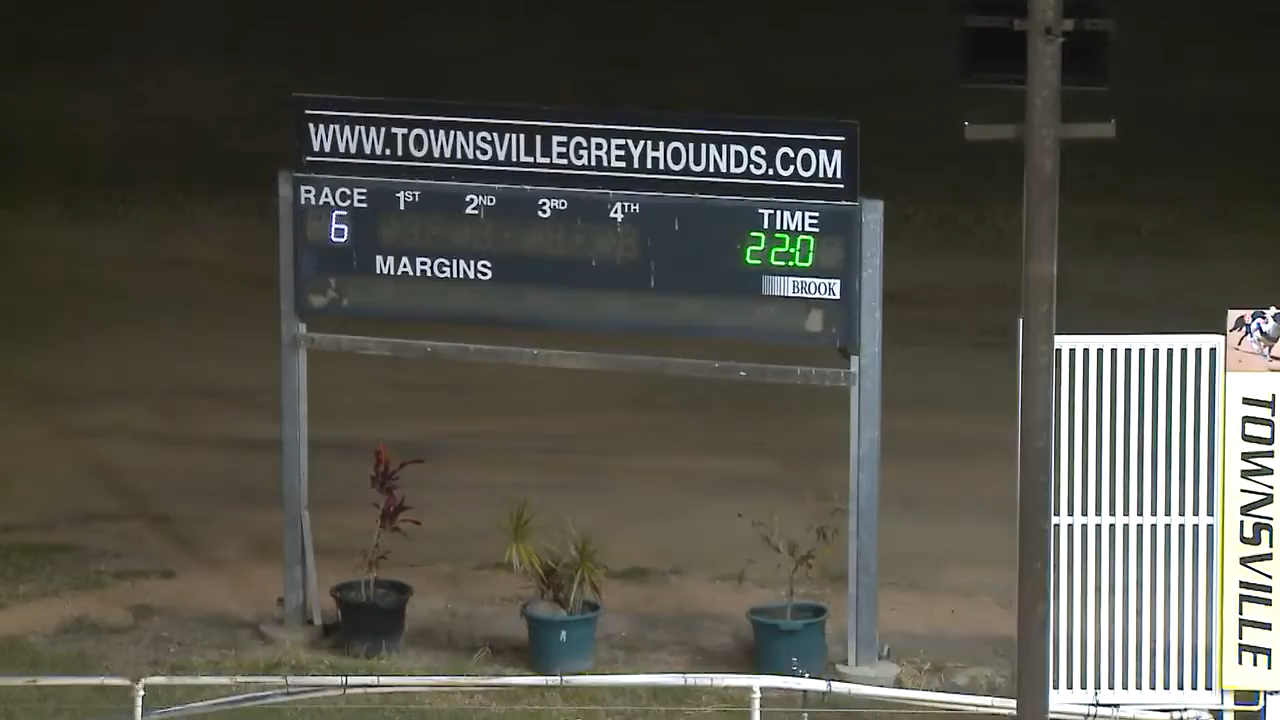 WWW.TOWNSVILLEGREYHOUNDS.COM
RACE 1ST 2ND 3RD 4TH TIME
6 22:0
MARGINS
BROOK
TOWNSVILLE